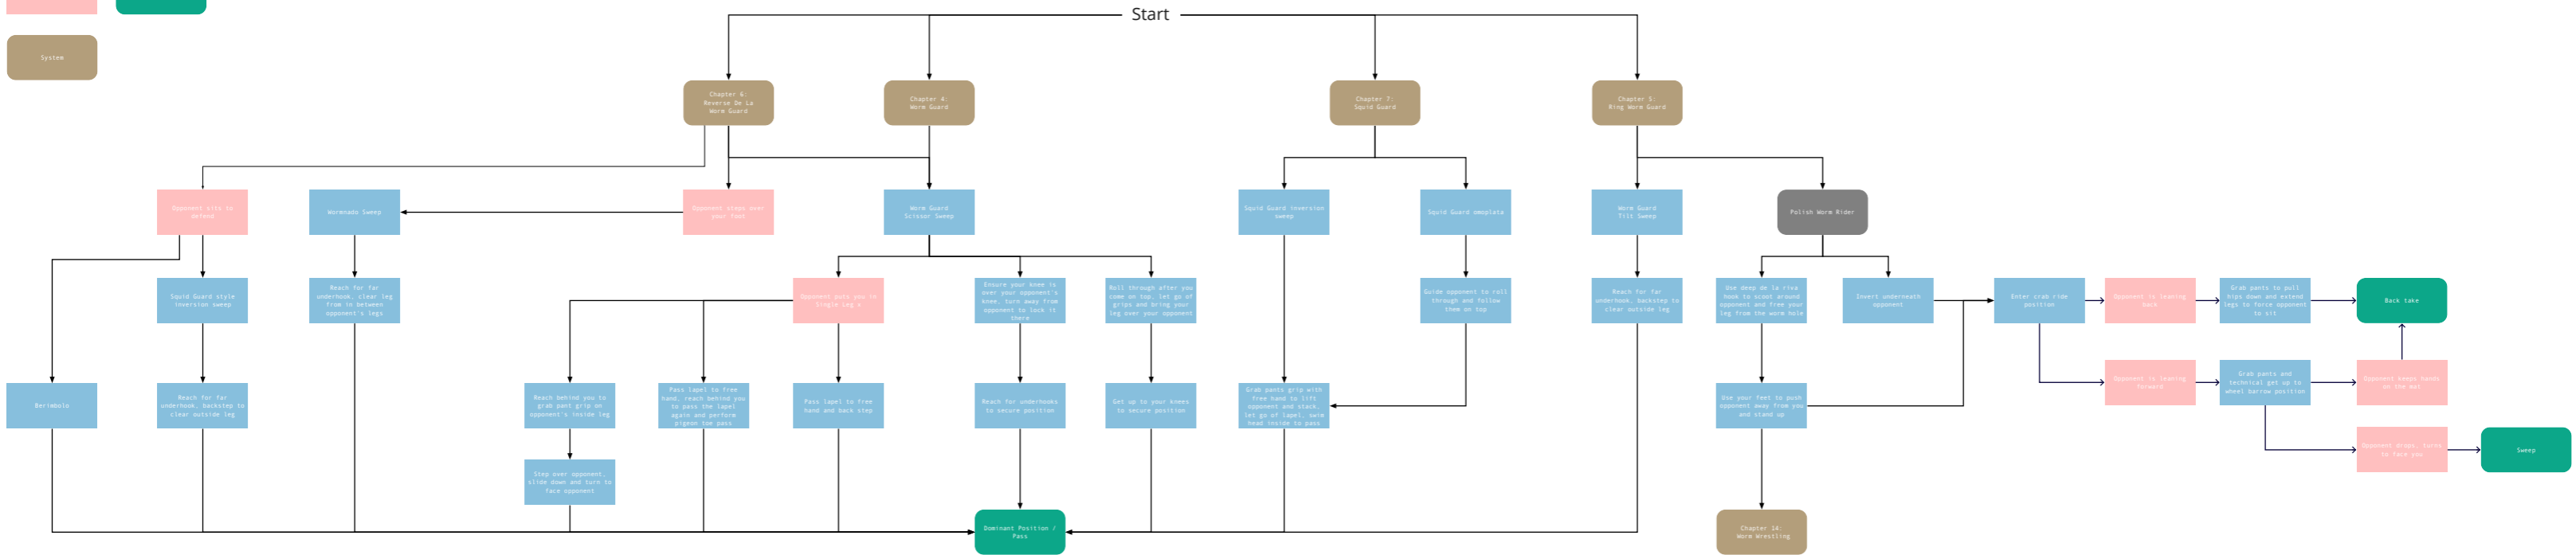 Start
System
Chapter 6:
Reverse De La
Worm Guard
Chapter 4:
Worm Guard
Chapter 7:
Squid Guard
Chapter 5:
Ring Worm Guard
Opponent sits to
defend
Wormnado Sweep
Opponent steps over
your foot
Worm Guard
Scissor Sweep
Squid Guard inversion
sweep
Squid Guard omoplata
Worm Guard
Tilt Sweep
Polish Worm Rider
Squid Guard style
inversion sweep
Reach for far
underhook, clear leg
from in between
opponent's legs
Opponent puts you in
Single Leg x
Ensure your knee is
over your opponent's
knee, turn away from
opponent to lock it
there
Roll through after you
come on top, let go of
grips and bring your
leg over your opponent
Guide opponent to roll
through and follow
them on top
Reach for far
underhook, backstep to
clear outside leg
Use deep de la riva
hook to scoot around
opponent and free your
leg from the worm hole
Invert underneath
opponent
Enter crab ride
position
Opponent is leaning
back
Grab pants to pull
hips down and extend
legs to force opponent
to sit
Back take
Berimbolo
Reach for far
underhook, backstep to
clear outside leg
Reach behind you to
grab pant grip on
opponent's inside leg
Pass lapel to free
hand, reach behind you
to pass the lapel
again and perform
pigeon toe pass
Pass lapel to free
hand and back step
Reach for underhooks
to secure position
Get up to your knees
to secure position
Grab pants grip with
free hand to lift
opponent and stack,
let go of lapel, swim
head inside to pass
Use your feet to push
opponent away from you
and stand up
Opponent is leaning
forward
Grab pants and
technical get up to
wheel barrow position
Opponent keeps hands
on the mat
Step over opponent,
slide down and turn to
face opponent
Opponent drops, turns
to face you
Sweep
Dominant Position /
Pass
Chapter 14:
Worm Wrestling